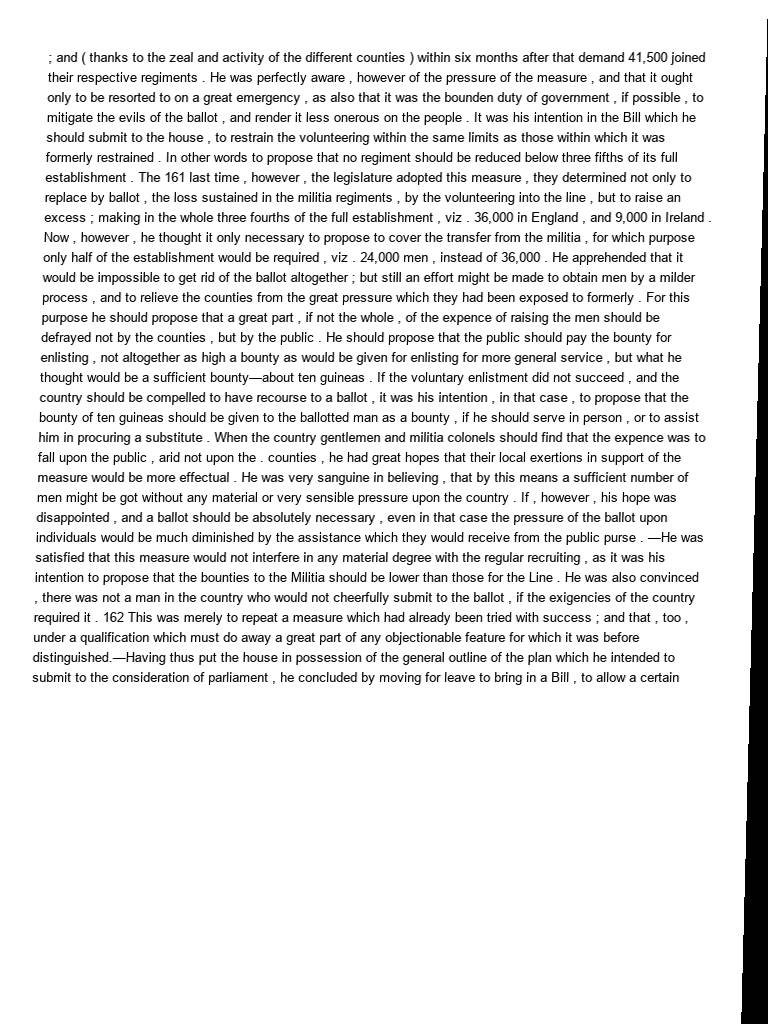 ; and ( thanks to the zeal and activity of the different counties ) within six months after that demand 41,500 joined
their respective regiments . He was perfectly aware , however of the pressure of the measure , and that it ought
only to be resorted to on a great emergency , as also that it was the bounden duty of government , if possible , to
mitigate the evils of the ballot , and render it less onerous on the people . It was his intention in the Bill which he
should submit to the house , to restrain the volunteering within the same limits as those within which it was
formerly restrained . In other words to propose that no regiment should be reduced below three fifths of its full
establishment . The 161 last time , however , the legislature adopted this measure , they determined not only to
replace by ballot , the loss sustained in the militia regiments , by the volunteering into the line , but to raise an
excess ; making in the whole three fourths of the full establishment , viz . 36,000 in England , and 9,000 in Ireland .
Now , however , he thought it only necessary to propose to cover the transfer from the militia , for which purpose
only half of the establishment would be required , viz . 24,000 men , instead of 36,000 . He apprehended that it
would be impossible to get rid of the ballot altogether ; but still an effort might be made to obtain men by a milder
process , and to relieve the counties from the great pressure which they had been exposed to formerly . For this
purpose he should propose that a great part , if not the whole , of the expence of raising the men should be
defrayed not by the counties , but by the public . He should propose that the public should pay the bounty for
enlisting , not altogether as high a bounty as would be given for enlisting for more general service , but what he
thought would be a sufficient bounty—about ten guineas . If the voluntary enlistment did not succeed , and the
country should be compelled to have recourse to a ballot , it was his intention , in that case , to propose that the
bounty of ten guineas should be given to the ballotted man as a bounty , if he should serve in person , or to assist
him in procuring a substitute . When the country gentlemen and militia colonels should find that the expence was to
fall upon the public , arid not upon the . counties , he had great hopes that their local exertions in support of the
measure would be more effectual . He was very sanguine in believing , that by this means a sufficient number of
men might be got without any material or very sensible pressure upon the country . If , however , his hope was
disappointed , and a ballot should be absolutely necessary , even in that case the pressure of the ballot upon
individuals would be much diminished by the assistance which they would receive from the public purse . —He was
satisfied that this measure would not interfere in any material degree with the regular recruiting , as it was his
intention to propose that the bounties to the Militia should be lower than those for the Line . He was also convinced
, there was not a man in the country who would not cheerfully submit to the ballot , if the exigencies of the country
required it . 162 This was merely to repeat a measure which had already been tried with success ; and that , too ,
under a qualification which must do away a great part of any objectionable feature for which it was before
distinguished.—Having thus put the house in possession of the general outline of the plan which he intended to
submit to the consideration of parliament , he concluded by moving for leave to bring in a Bill , to allow a certain